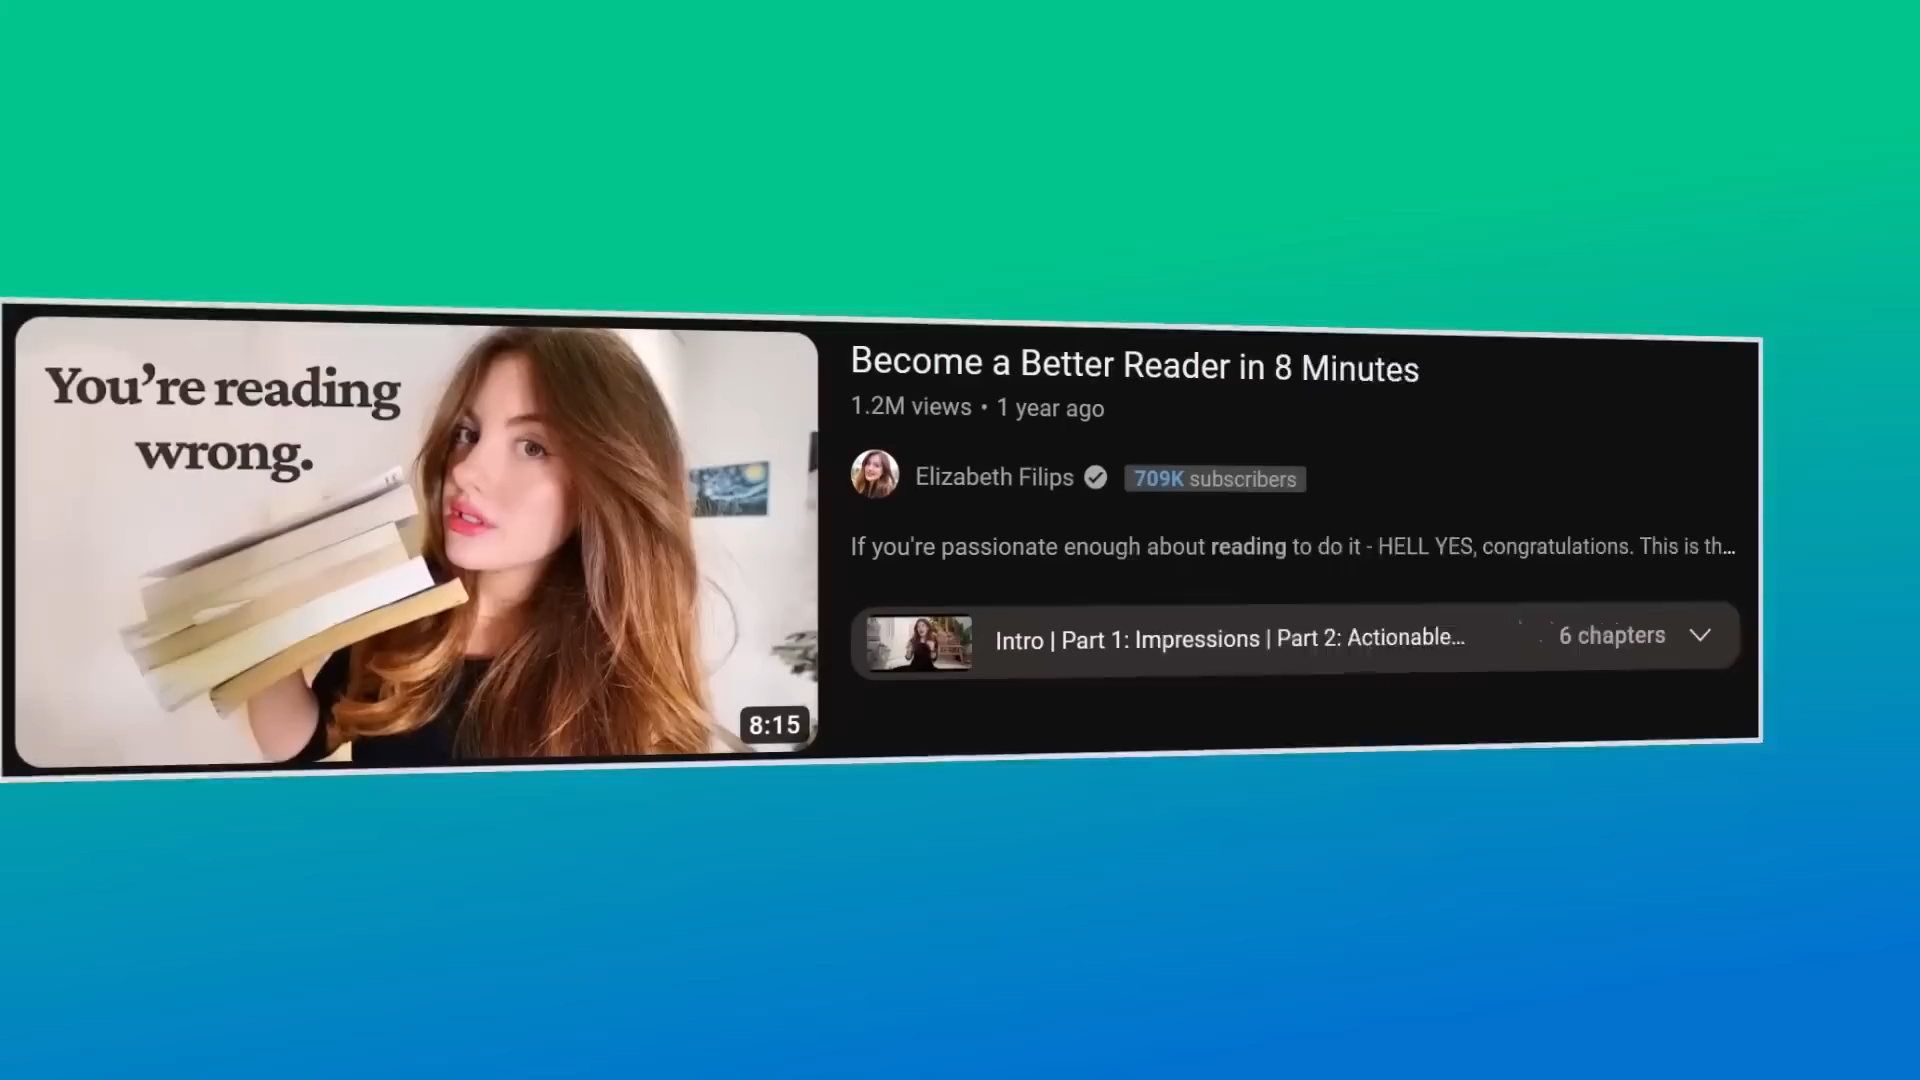 You're reading
wrong.
8:15
Become a Better Reader in 8 Minutes
1.2M views • 1 year ago
Elizabeth Filips 709K subscribers
If you're passionate enough about reading to do it - HELL YES, congratulations. This is th...
Intro | Part 1: Impressions | Part 2: Actionable... 6 chapters